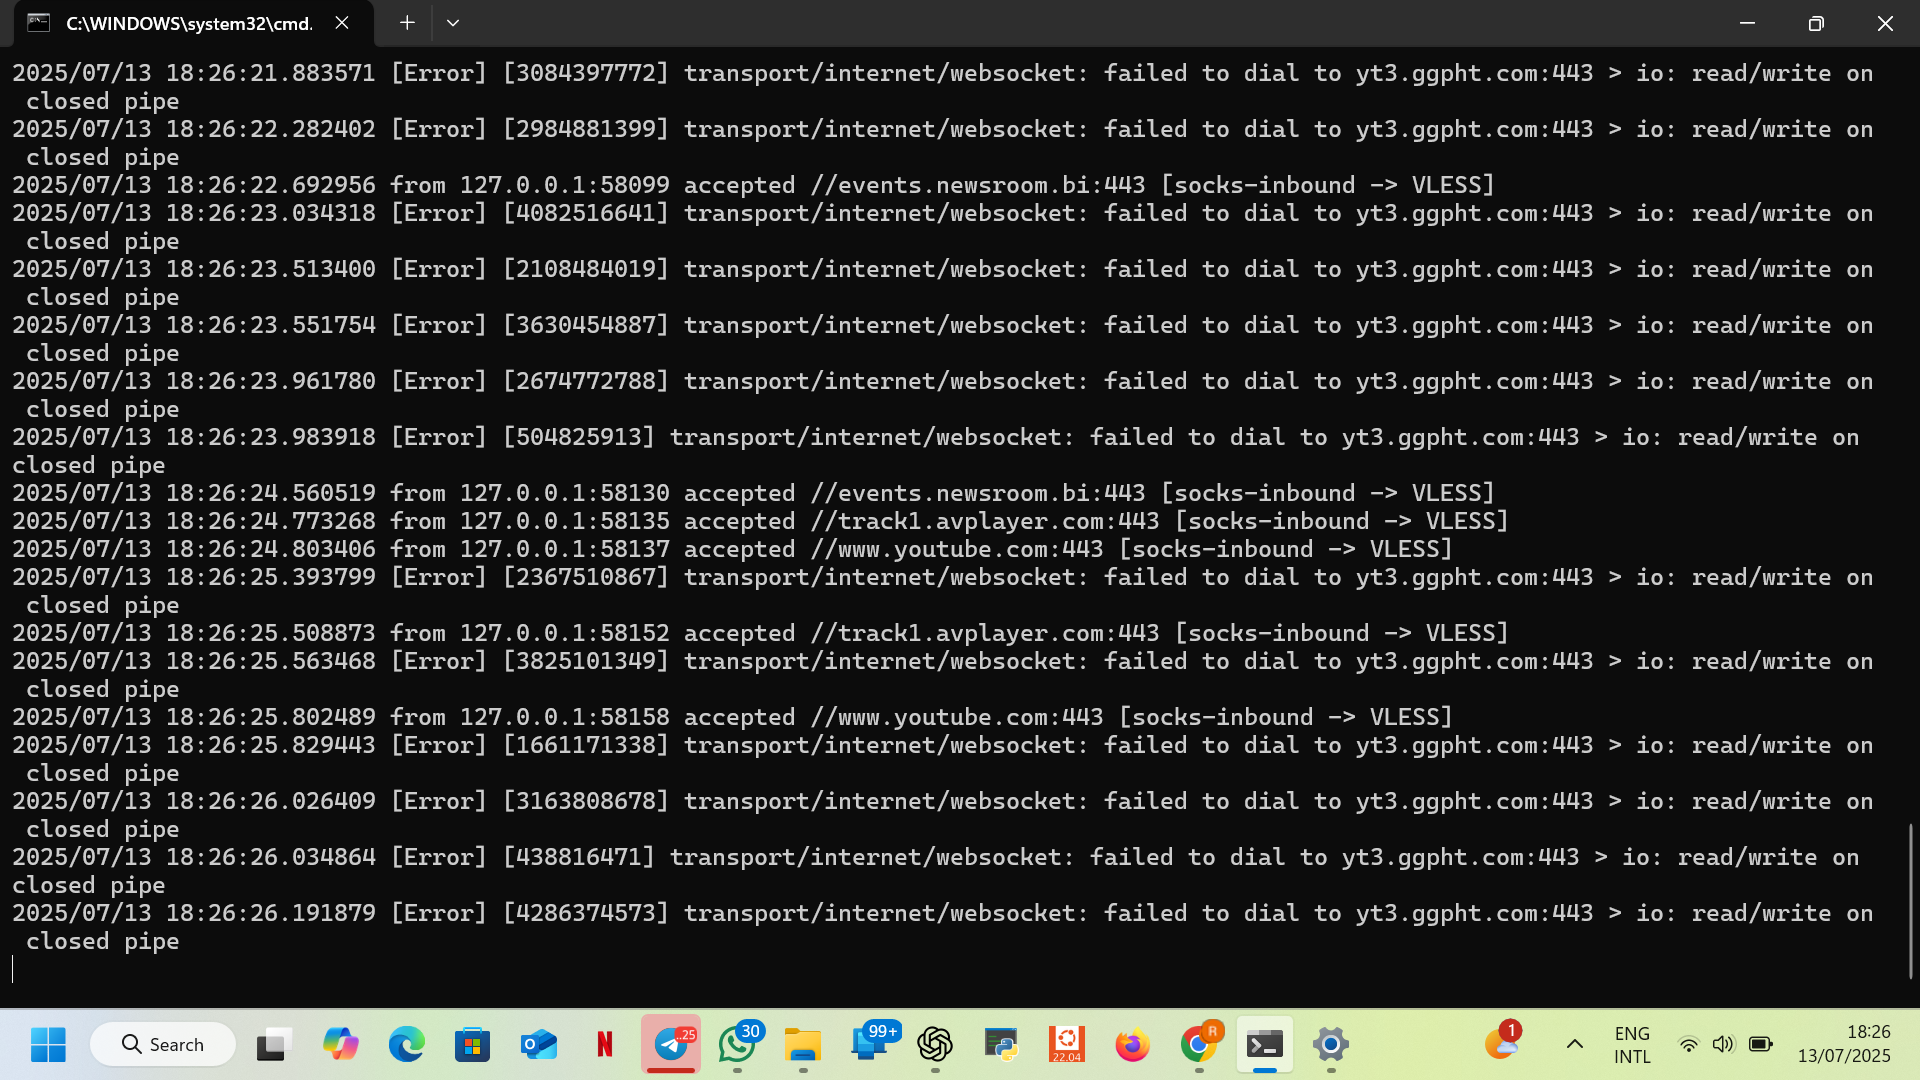 C:\WINDOWS\system32\cmd.
2025/07/13 18:26:21.883571 [Error] [3084397772] transport/internet/websocket: failed to dial to yt3.ggpht.com:443 > io: read/write on
closed pipe
2025/07/13 18:26:22.282402 [Error] [2984881399] transport/internet/websocket: failed to dial to yt3.ggpht.com:443 > io: read/write on
closed pipe
2025/07/13 18:26:22.692956 from 127.0.0.1:58099 accepted //events.newsroom.bi:443 [socks-inbound -> VLESS]
2025/07/13 18:26:23.034318 [Error] [4082516641] transport/internet/websocket: failed to dial to yt3.ggpht.com:443 > io: read/write on
closed pipe
2025/07/13 18:26:23.513400 [Error] [2108484019] transport/internet/websocket: failed to dial to yt3.ggpht.com:443 > io: read/write on
closed pipe
2025/07/13 18:26:23.551754 [Error] [3630454887] transport/internet/websocket: failed to dial to yt3.ggpht.com:443 > io: read/write on
closed pipe
2025/07/13 18:26:23.961780 [Error] [2674772788] transport/internet/websocket: failed to dial to yt3.ggpht.com:443 > io: read/write on
closed pipe
2025/07/13 18:26:23.983918 [Error] [504825913] transport/internet/websocket: failed to dial to yt3.ggpht.com:443 > io: read/write on
closed pipe
2025/07/13 18:26:24.560519 from 127.0.0.1:58130 accepted //events.newsroom.bi:443 [socks-inbound -> VLESS]
2025/07/13 18:26:24.773268 from 127.0.0.1:58135 accepted //track1.avplayer.com:443 [socks-inbound -> VLESS]
2025/07/13 18:26:24.803406 from 127.0.0.1:58137 accepted //www.youtube.com:443 [socks-inbound -> VLESS]
2025/07/13 18:26:25.393799 [Error] [2367510867] transport/internet/websocket: failed to dial to yt3.ggpht.com:443 > io: read/write on
closed pipe
2025/07/13 18:26:25.508873 from 127.0.0.1:58152 accepted //track1.avplayer.com:443 [socks-inbound -> VLESS]
2025/07/13 18:26:25.563468 [Error] [3825101349] transport/internet/websocket: failed to dial to yt3.ggpht.com:443 > io: read/write on
closed pipe
2025/07/13 18:26:25.802489 from 127.0.0.1:58158 accepted //www.youtube.com:443 [socks-inbound -> VLESS]
2025/07/13 18:26:25.829443 [Error] [1661171338] transport/internet/websocket: failed to dial to yt3.ggpht.com:443 > io: read/write on
closed pipe
2025/07/13 18:26:26.026409 [Error] [3163808678] transport/internet/websocket: failed to dial to yt3.ggpht.com:443 > io: read/write on
closed pipe
2025/07/13 18:26:26.034864 [Error] [438816471] transport/internet/websocket: failed to dial to yt3.ggpht.com:443 > io: read/write on
closed pipe
2025/07/13 18:26:26.191879 [Error] [4286374573] transport/internet/websocket: failed to dial to yt3.ggpht.com:443 > io: read/write on
closed pipe
Search
..25
30
99+
22.04
R
1
ENG
INTL
18:26
13/07/2025